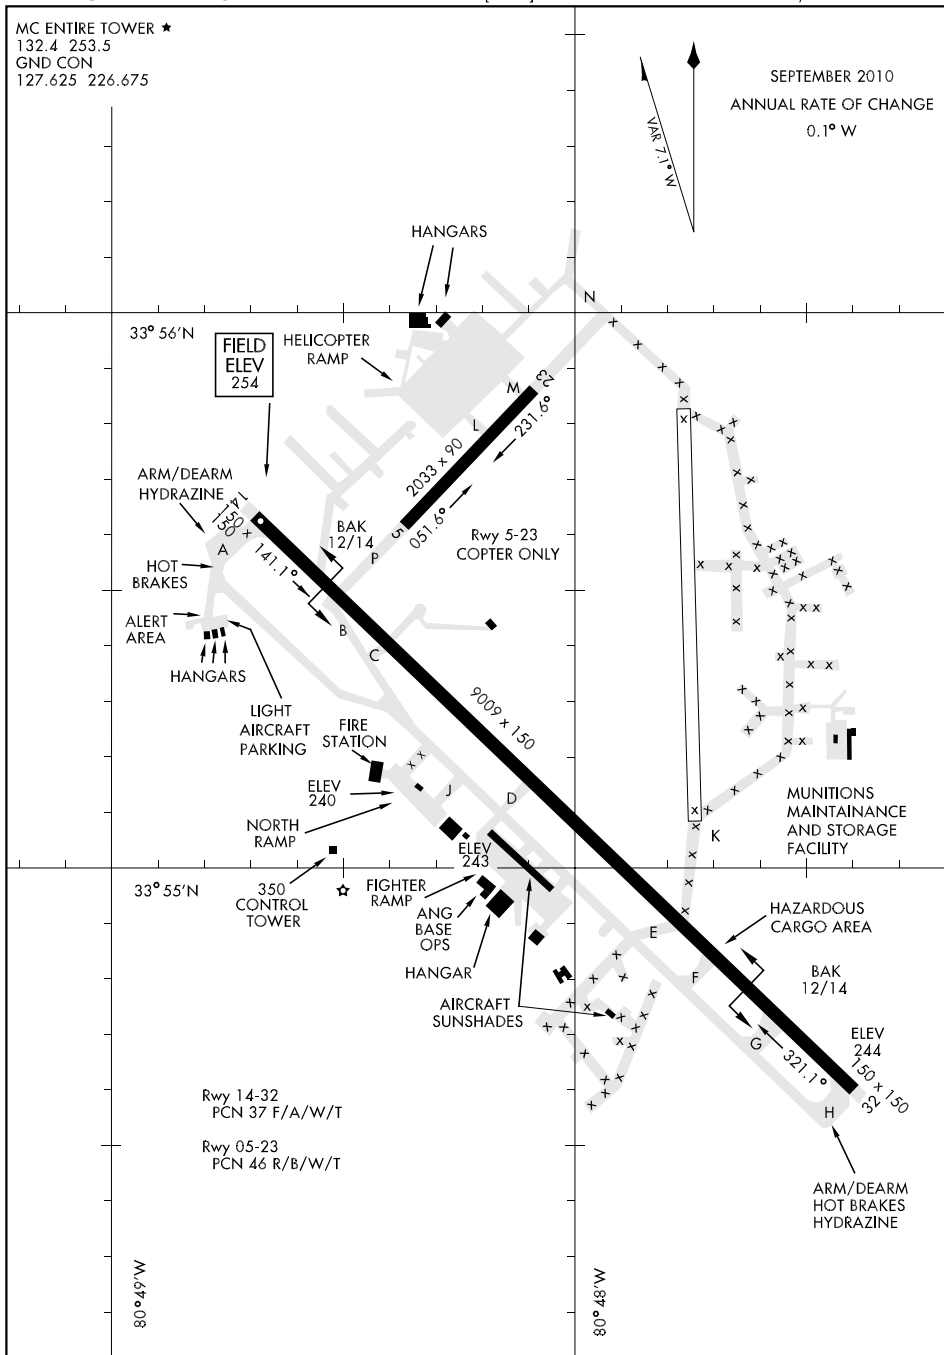 MC ENTIRE TOWER ★
132.4 253.5
GND CON
127.625 226.675
SEPTEMBER 2010
ANNUAL RATE OF CHANGE
0.1° W
VAR 7.1° W
HANGARS
N
33° 56'N
FIELD
ELEV
254
HELICOPTER
RAMP
M
23
L
231.6°
2033 x 90
051.6°
5
ARM/DEARM
HYDRAZINE
14
150 x
150
A
141.1°
BAK
12/14
P
Rwy 5-23
COPTER ONLY
HOT
BRAKES
ALERT
AREA
B
C
HANGARS
LIGHT
AIRCRAFT
PARKING
9009 x 150
FIRE
STATION
ELEV
240
J
D
NORTH
RAMP
MUNITIONS
MAINTAINANCE
AND STORAGE
FACILITY
K
ELEV
243
33° 55'N
350
CONTROL
TOWER
FIGHTER
RAMP
ANG
BASE
OPS
HANGAR
AIRCRAFT
SUNSHADES
E
F
HAZARDOUS
CARGO AREA
BAK
12/14
G
321.1°
ELEV
244
150 x 150
32
H
Rwy 14-32
PCN 37 F/A/W/T
Rwy 05-23
PCN 46 R/B/W/T
ARM/DEARM
HOT BRAKES
HYDRAZINE
80° 49'W
80° 48'W